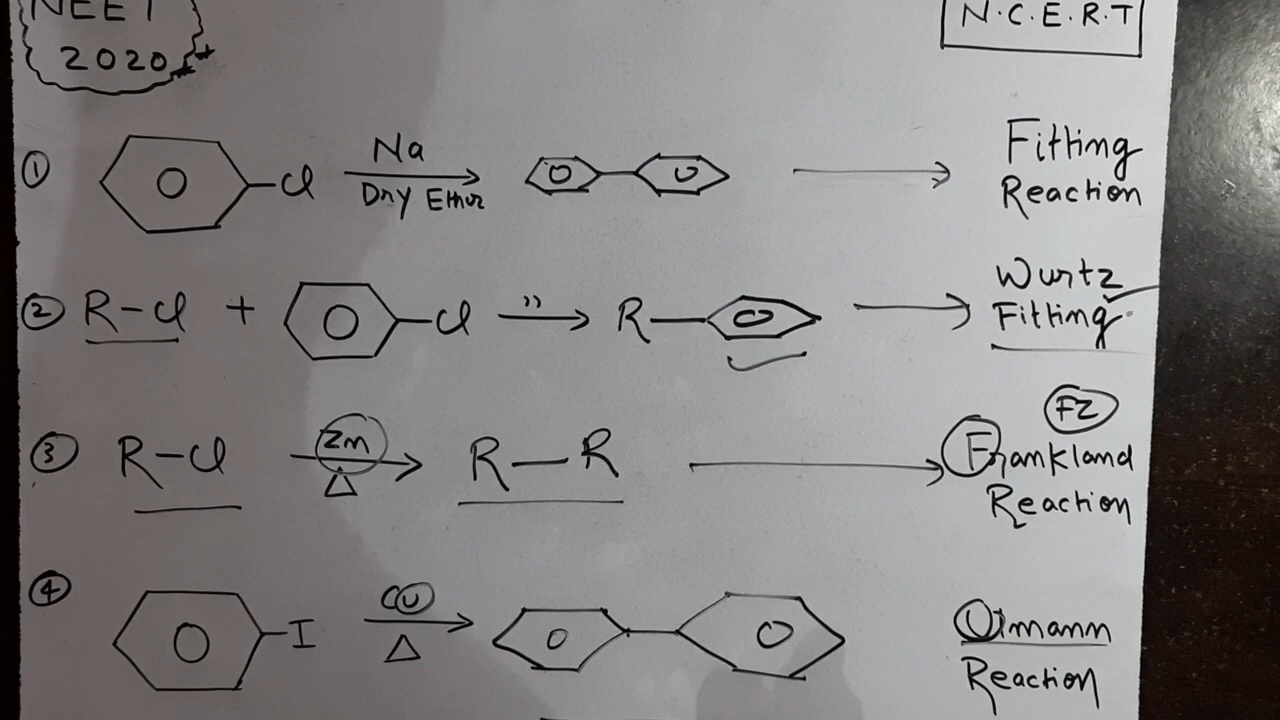 NEET
2020
N.C.E.R.T
① Cl Na Dry Ether Fitting Reaction
② R-Cl + Cl " R Wurtz Fitting
③ R-Cl Zn Δ R-R FZ Frankland Reaction
④ I Cu Δ Ulmann Reaction